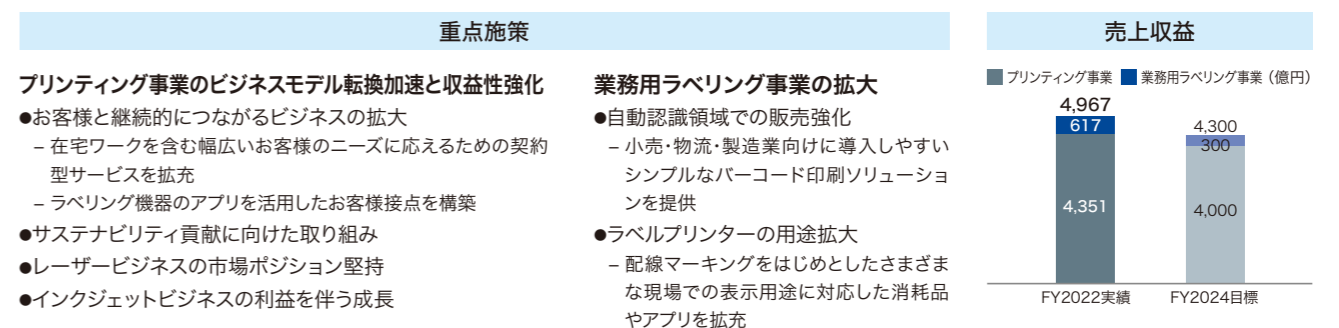 重点施策
プリンティング事業のビジネスモデル転換加速と収益性強化
●お客様と継続的につながるビジネスの拡大
– 在宅ワークを含む幅広いお客様のニーズに応えるための契約
型サービスを拡充
– ラベリング機器のアプリを活用したお客様接点を構築
●サステナビリティ貢献に向けた取り組み
●レーザービジネスの市場ポジション堅持
●インクジェットビジネスの利益を伴う成長
業務用ラベリング事業の拡大
●自動認識領域での販売強化
– 小売・物流・製造業向けに導入しやすい
シンプルなバーコード印刷ソリューショ
ンを提供
●ラベルプリンターの用途拡大
– 配線マーキングをはじめとしたさまざま
な現場での表示用途に対応した消耗品
やアプリを拡充
売上収益
プリンティング事業 業務用ラベリング事業（億円）
4,967
617
4,351
FY2022実績
4,300
300
4,000
FY2024目標